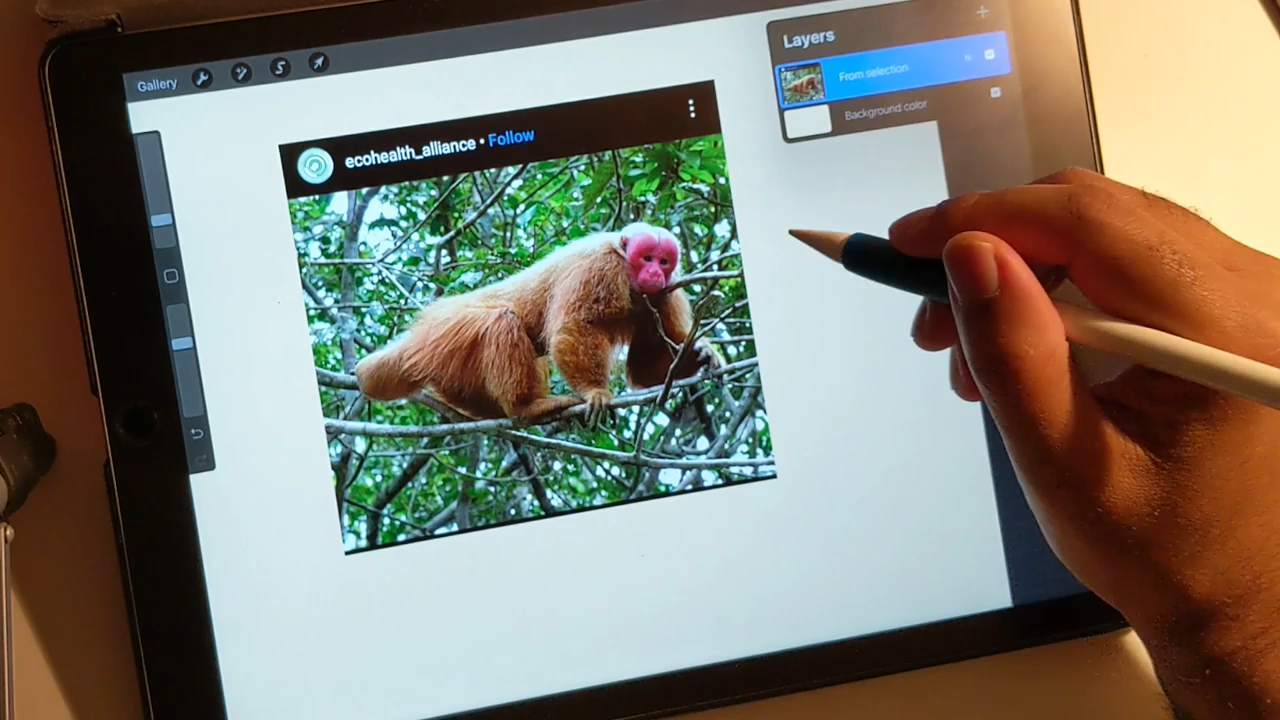 Gallery
Layers
From selection
N
Background color
ecohealth_alliance • Follow